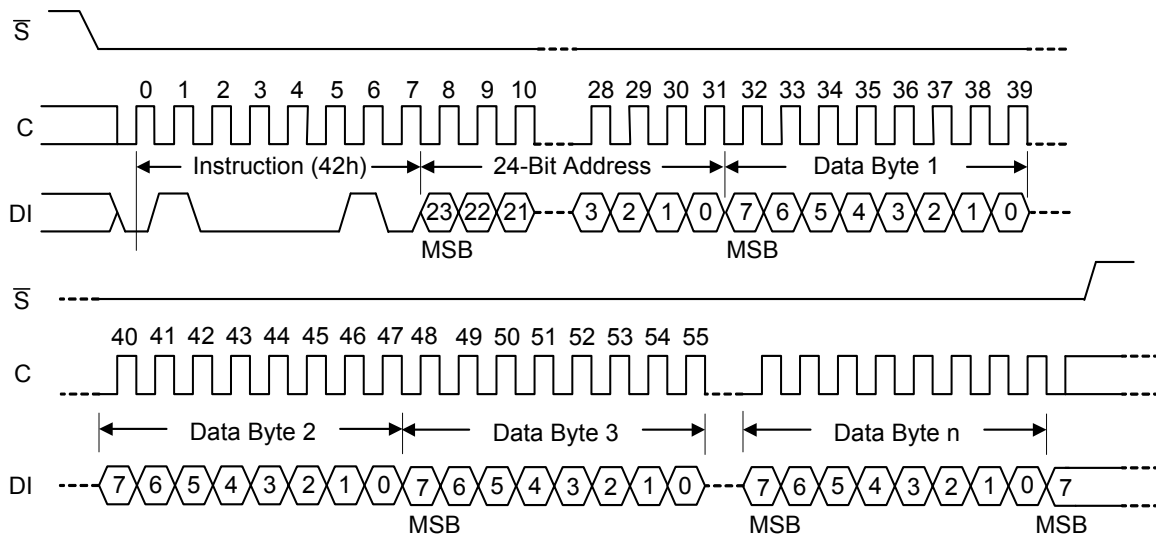 S
0 1 2 3 4 5 6 7 8 9 10 28 29 30 31 32 33 34 35 36 37 38 39
C
Instruction (42h) 24-Bit Address Data Byte 1
DI 23 22 21 3 2 1 0 7 6 5 4 3 2 1 0
MSB MSB
S
40 41 42 43 44 45 46 47 48 49 50 51 52 53 54 55
C
Data Byte 2 Data Byte 3 Data Byte n
DI 7 6 5 4 3 2 1 0 7 6 5 4 3 2 1 0 7 6 5 4 3 2 1 0 7
MSB MSB MSB